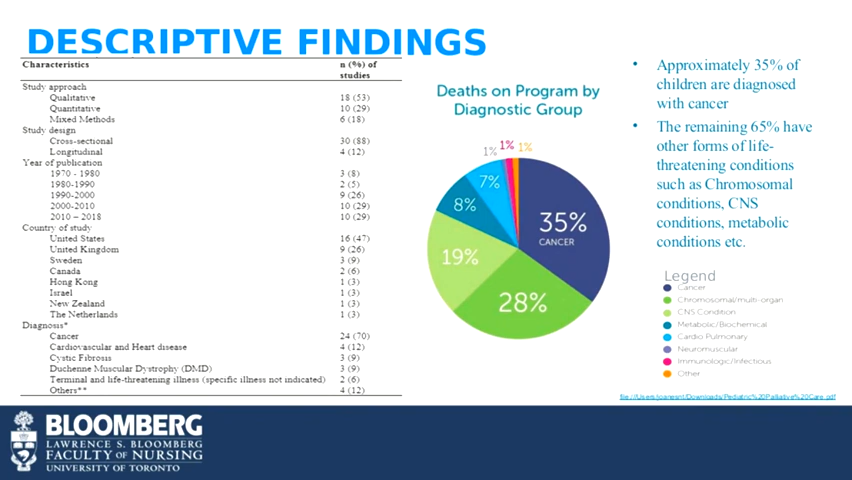 DESCRIPTIVE FINDINGS
Characteristics n (%) of
studies
Study approach
Qualitative 18 (53)
Quantitative 10 (29)
Mixed Methods 6 (18)
Study design
Cross-sectional 30 (88)
Longitudinal 4 (12)
Year of publication
1970 - 1980 3 (8)
1980-1990 2 (5)
1990-2000 9 (26)
2000-2010 10 (29)
2010 – 2018 10 (29)
Country of study
United States 16 (47)
United Kingdom 9 (26)
Sweden 3 (9)
Canada 2 (6)
Hong Kong 1 (3)
Israel 1 (3)
New Zealand 1 (3)
The Netherlands 1 (3)
Diagnosis*
Cancer 24 (70)
Cardiovascular and Heart disease 4 (12)
Cystic Fibrosis 3 (9)
Duchenne Muscular Dystrophy (DMD) 3 (9)
Terminal and life-threatening illness (specific illness not indicated) 2 (6)
Others** 4 (12)
Deaths on Program by
Diagnostic Group
1% 1% 1%
7%
8%
35%
CANCER
19%
28%
• Approximately 35% of
children are diagnosed
with cancer
• The remaining 65% have
other forms of life-
threatening conditions
such as Chromosomal
conditions, CNS
conditions, metabolic
conditions etc.
Legend
Cancer
Chromosomal/multi-organ
CNS Condition
Metabolic/Biochemical
Cardio Pulmonary
Neuromuscular
Immunologic/Infectious
Other
file:///Users/joanesnt/Downloads/Pediatric%20Palliative%20Care.pdf
BLOOMBERG
LAWRENCE S. BLOOMBERG
FACULTY OF NURSING
UNIVERSITY OF TORONTO